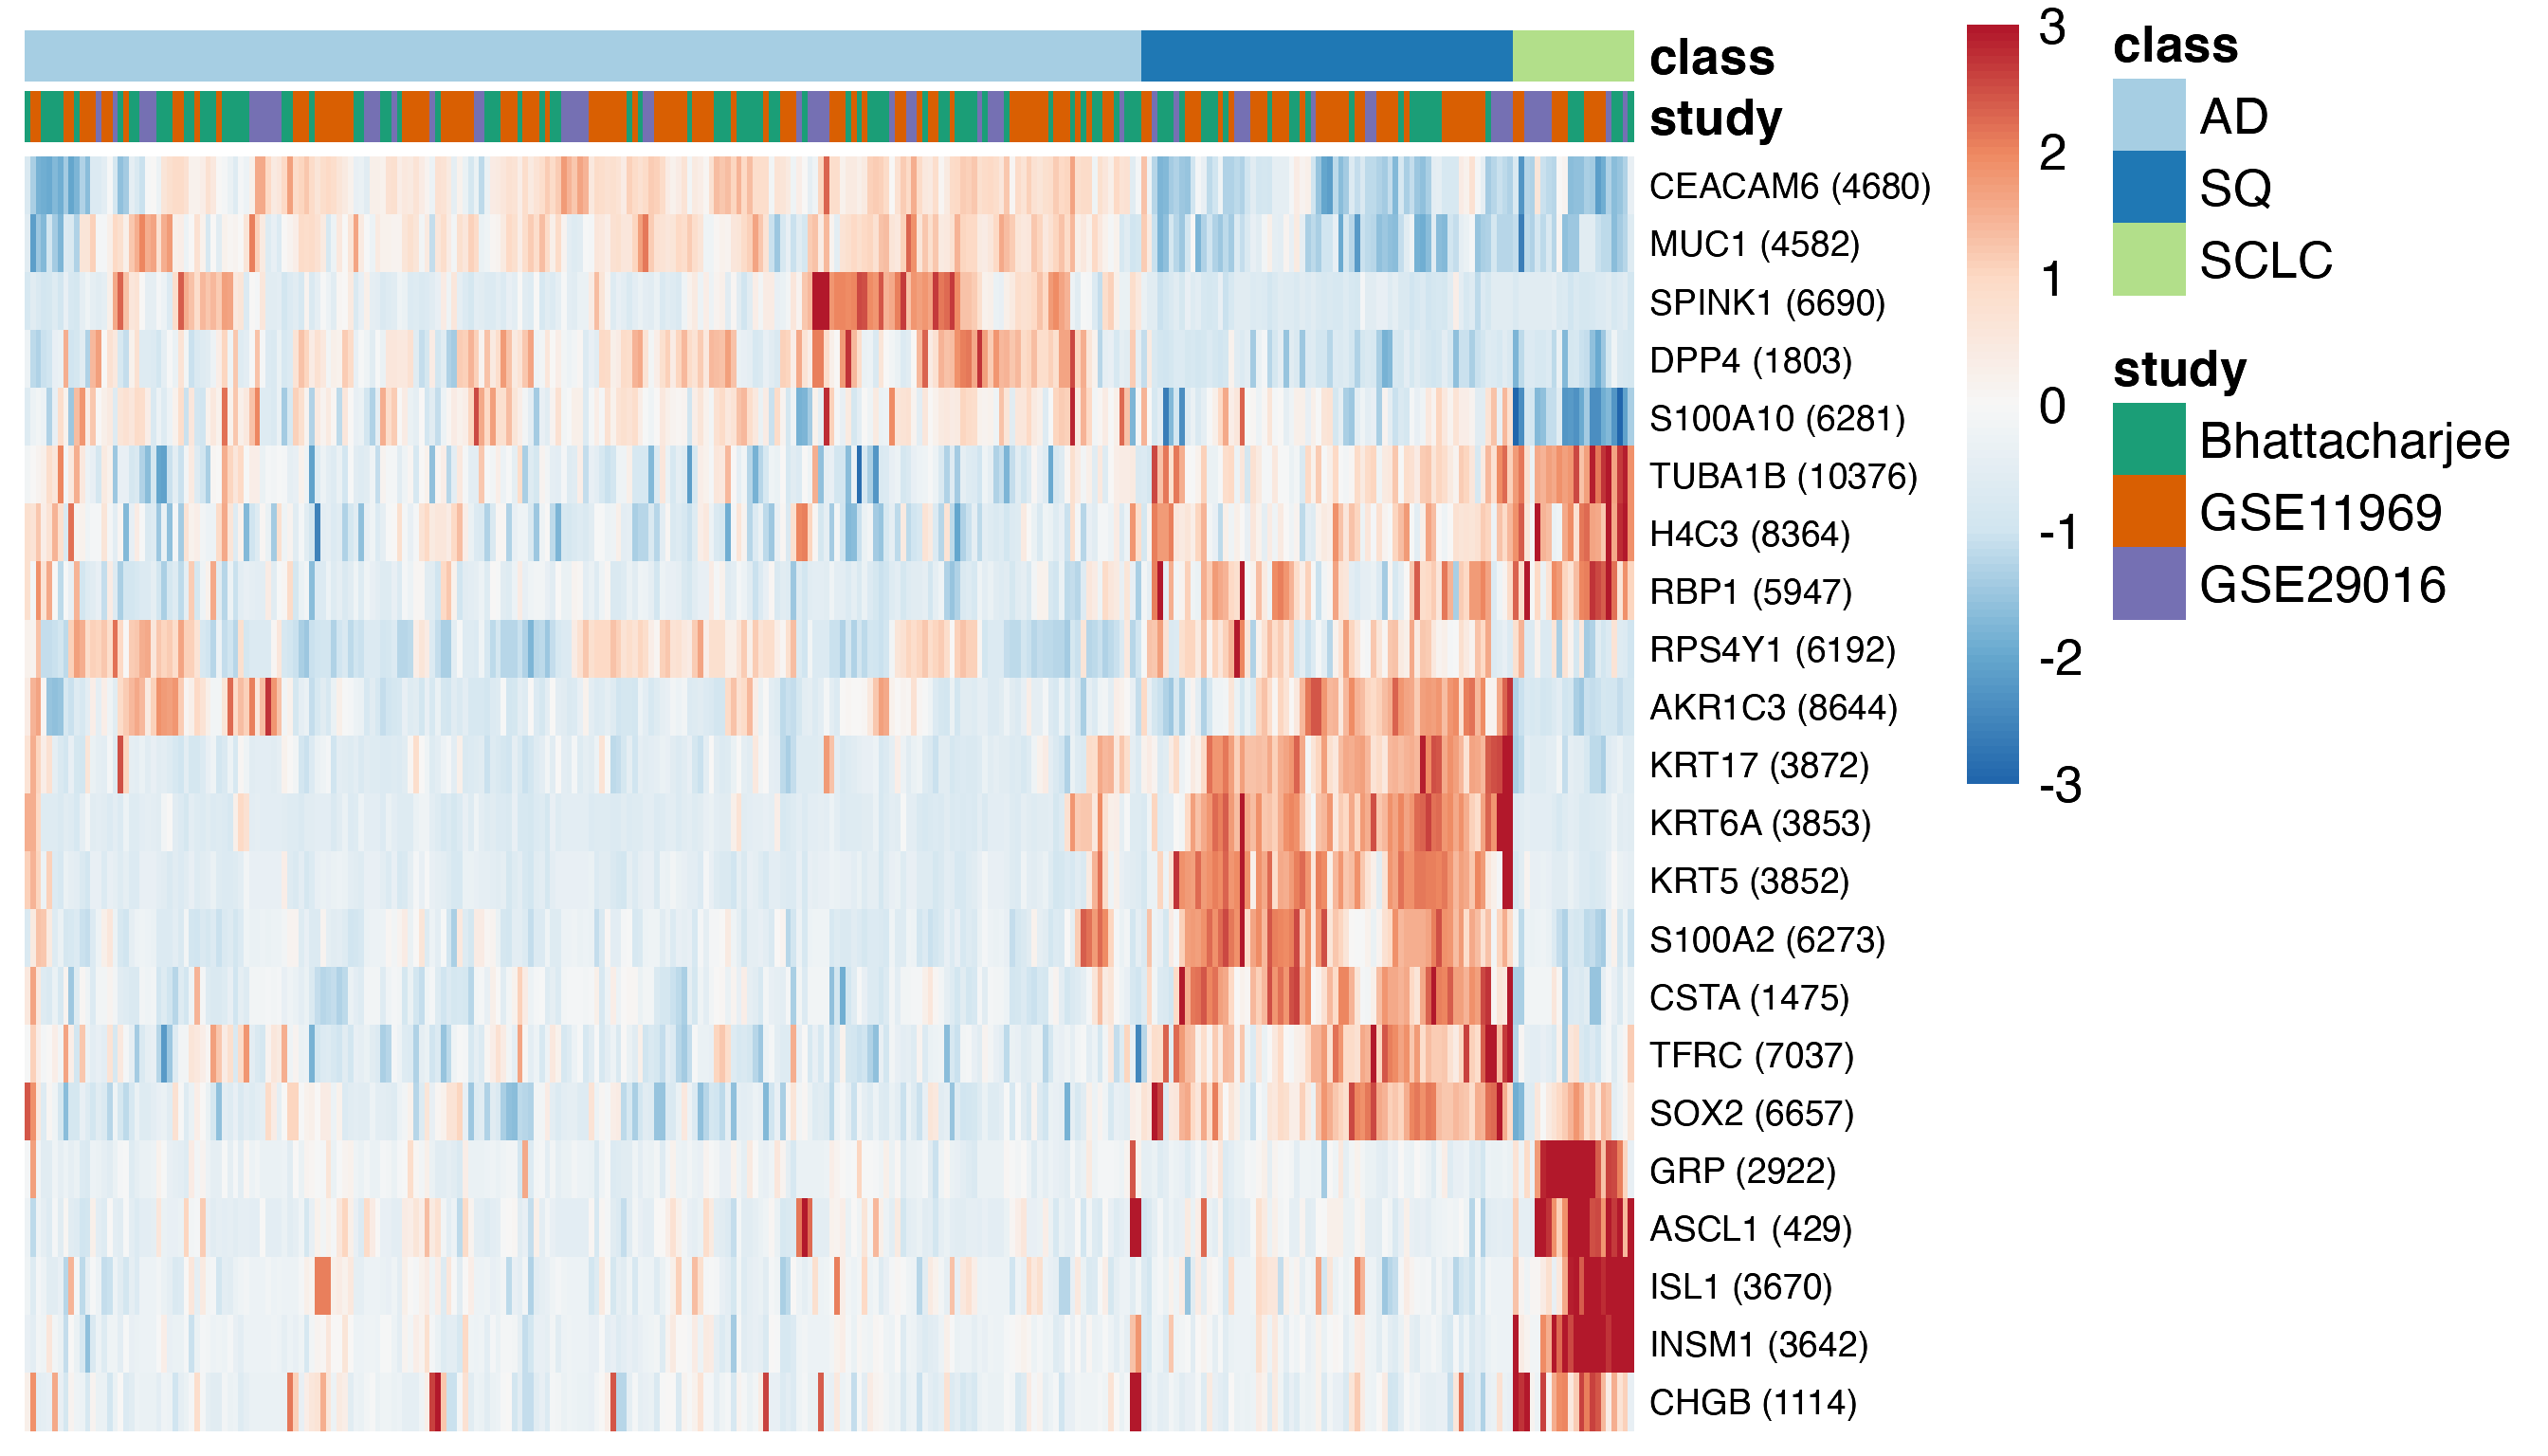 class
study
CEACAM6 (4680)
MUC1 (4582)
SPINK1 (6690)
DPP4 (1803)
S100A10 (6281)
TUBA1B (10376)
H4C3 (8364)
RBP1 (5947)
RPS4Y1 (6192)
AKR1C3 (8644)
KRT17 (3872)
KRT6A (3853)
KRT5 (3852)
S100A2 (6273)
CSTA (1475)
TFRC (7037)
SOX2 (6657)
GRP (2922)
ASCL1 (429)
ISL1 (3670)
INSM1 (3642)
CHGB (1114)
3
2
1
0
-1
-2
-3
class
AD
SQ
SCLC
study
Bhattacharjee
GSE11969
GSE29016